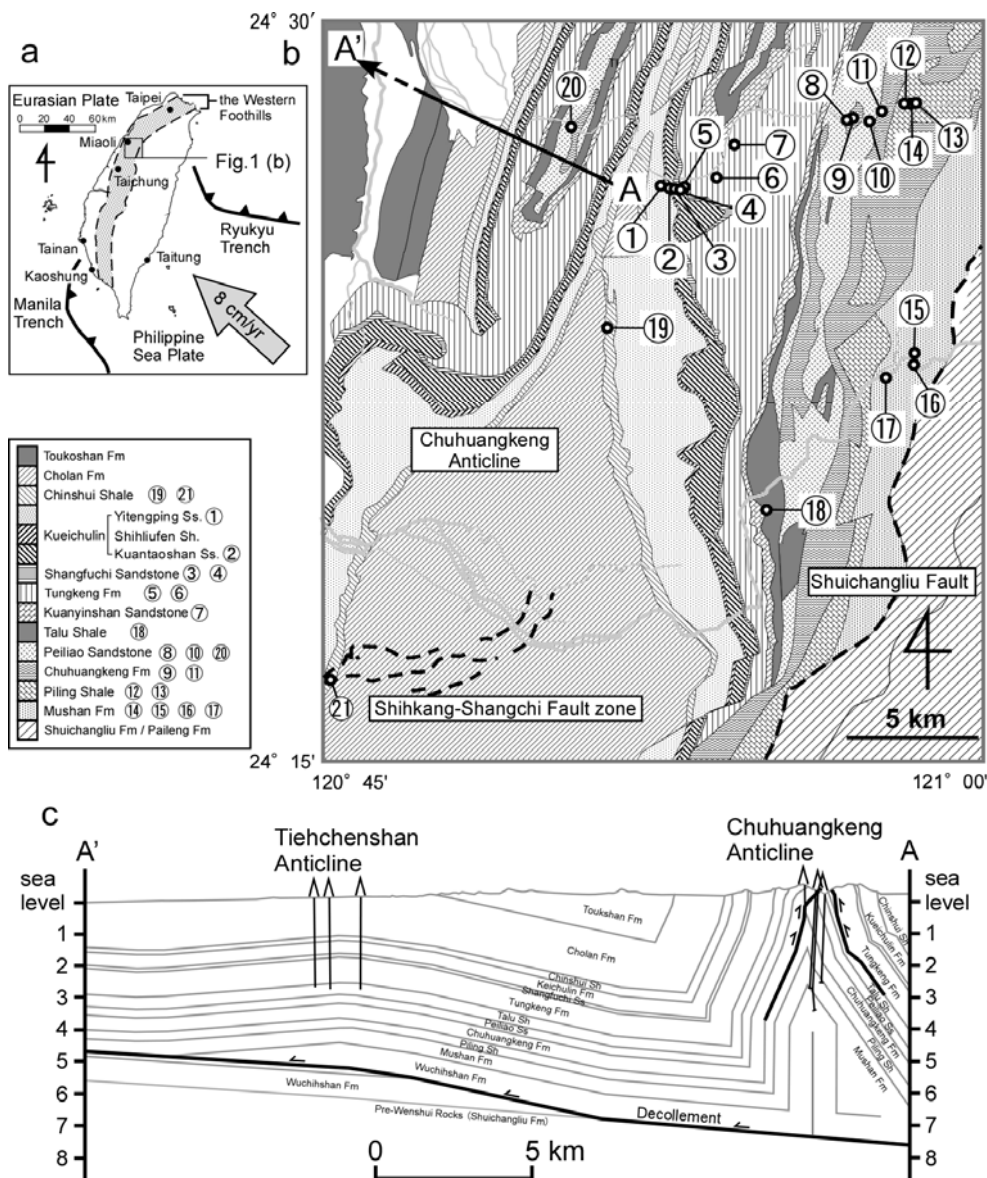 a
Eurasian Plate
0 20 40 60km
Taipei
the Western
Foothills
Miaoli
Fig.1 (b)
Taichung
Ryukyu
Trench
Tainan
Taitung
Kaoshung
Manila
Trench
8 cm/yr
Philippine
Sea Plate
Toukoshan Fm
Cholan Fm
Chinshui Shale ⑲ ㉑
Kueichulin
Yitengping Ss. ①
Shihliufen Sh.
Kuantaoshan Ss. ②
Shangfuchi Sandstone ③ ④
Tungkeng Fm ⑤ ⑥
Kuanyinshan Sandstone ⑦
Talu Shale ⑱
Peiliao Sandstone ⑧ ⑩ ⑳
Chuhuangkeng Fm ⑨ ⑪
Piling Shale ⑫ ⑬
Mushan Fm ⑭ ⑮ ⑯ ⑰
Shuichangliu Fm / Paileng Fm
b
24° 30′
A'
⑳
⑧
⑪
⑫
⑤
⑦
⑨
⑩
⑭
⑬
A
⑥
①
②
③
④
⑲
⑮
⑯
⑰
Chuhuangkeng
Anticline
⑱
Shuichangliu Fault
㉑
Shihkang-Shangchi Fault zone
5 km
24° 15′
120° 45′
121° 00′
c
A'
Tiehchenshan
Anticline
Chuhuangkeng
Anticline
A
sea
level
1
2
3
4
5
6
7
8
Toukshan Fm
Cholan Fm
Chinshui Sh
Keichulin Fm
Shangfuchi Ss
Tungkeng Fm
Talu Sh
Peiliao Ss
Chuhuangkeng Fm
Piling Sh
Mushan Fm
Wuchihshan Fm
Wuchihshan Fm
Pre-Wenshui Rocks (Shuichangliu Fm)
Decollement
Chinshu Sh
Kueichulin Fm
Tungkeng Fm
Talu Sh
Peiliao Ss
Chuhuangkeng Fm
Piling Sh
Mushan Fm
sea
level
1
2
3
4
5
6
7
8
0 5 km